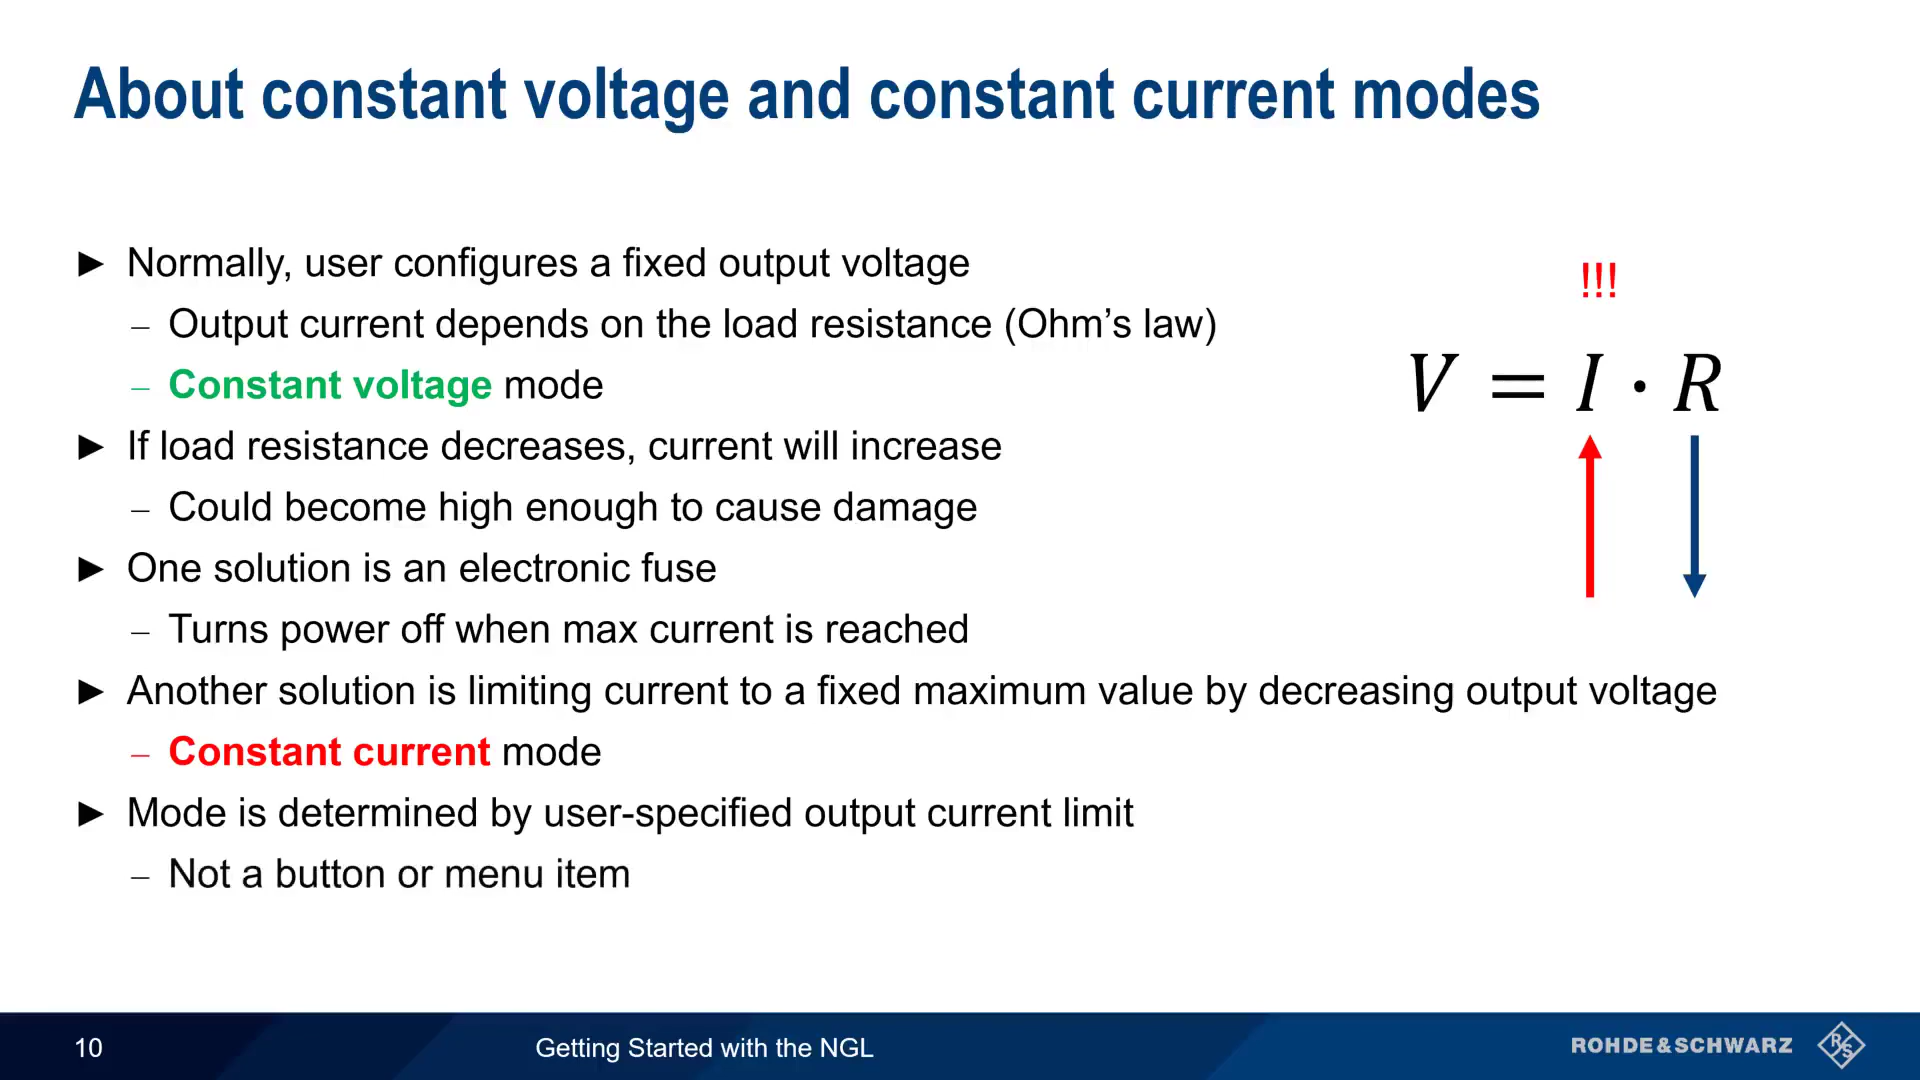 About constant voltage and constant current modes
► Normally, user configures a fixed output voltage
– Output current depends on the load resistance (Ohm’s law)
– Constant voltage mode
► If load resistance decreases, current will increase
– Could become high enough to cause damage
► One solution is an electronic fuse
– Turns power off when max current is reached
► Another solution is limiting current to a fixed maximum value by decreasing output voltage
– Constant current mode
► Mode is determined by user-specified output current limit
– Not a button or menu item
!!!
V = I · R
10
Getting Started with the NGL
ROHDE&SCHWARZ
R&S